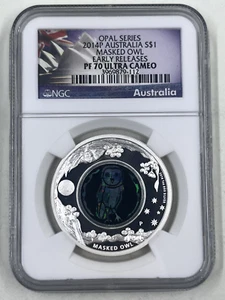 OPAL SERIES
2014P AUSTRALIA S$1
MASKED OWL
EARLY RELEASES
PF 70 ULTRA CAMEO
NGC
Australia
MASKED OWL